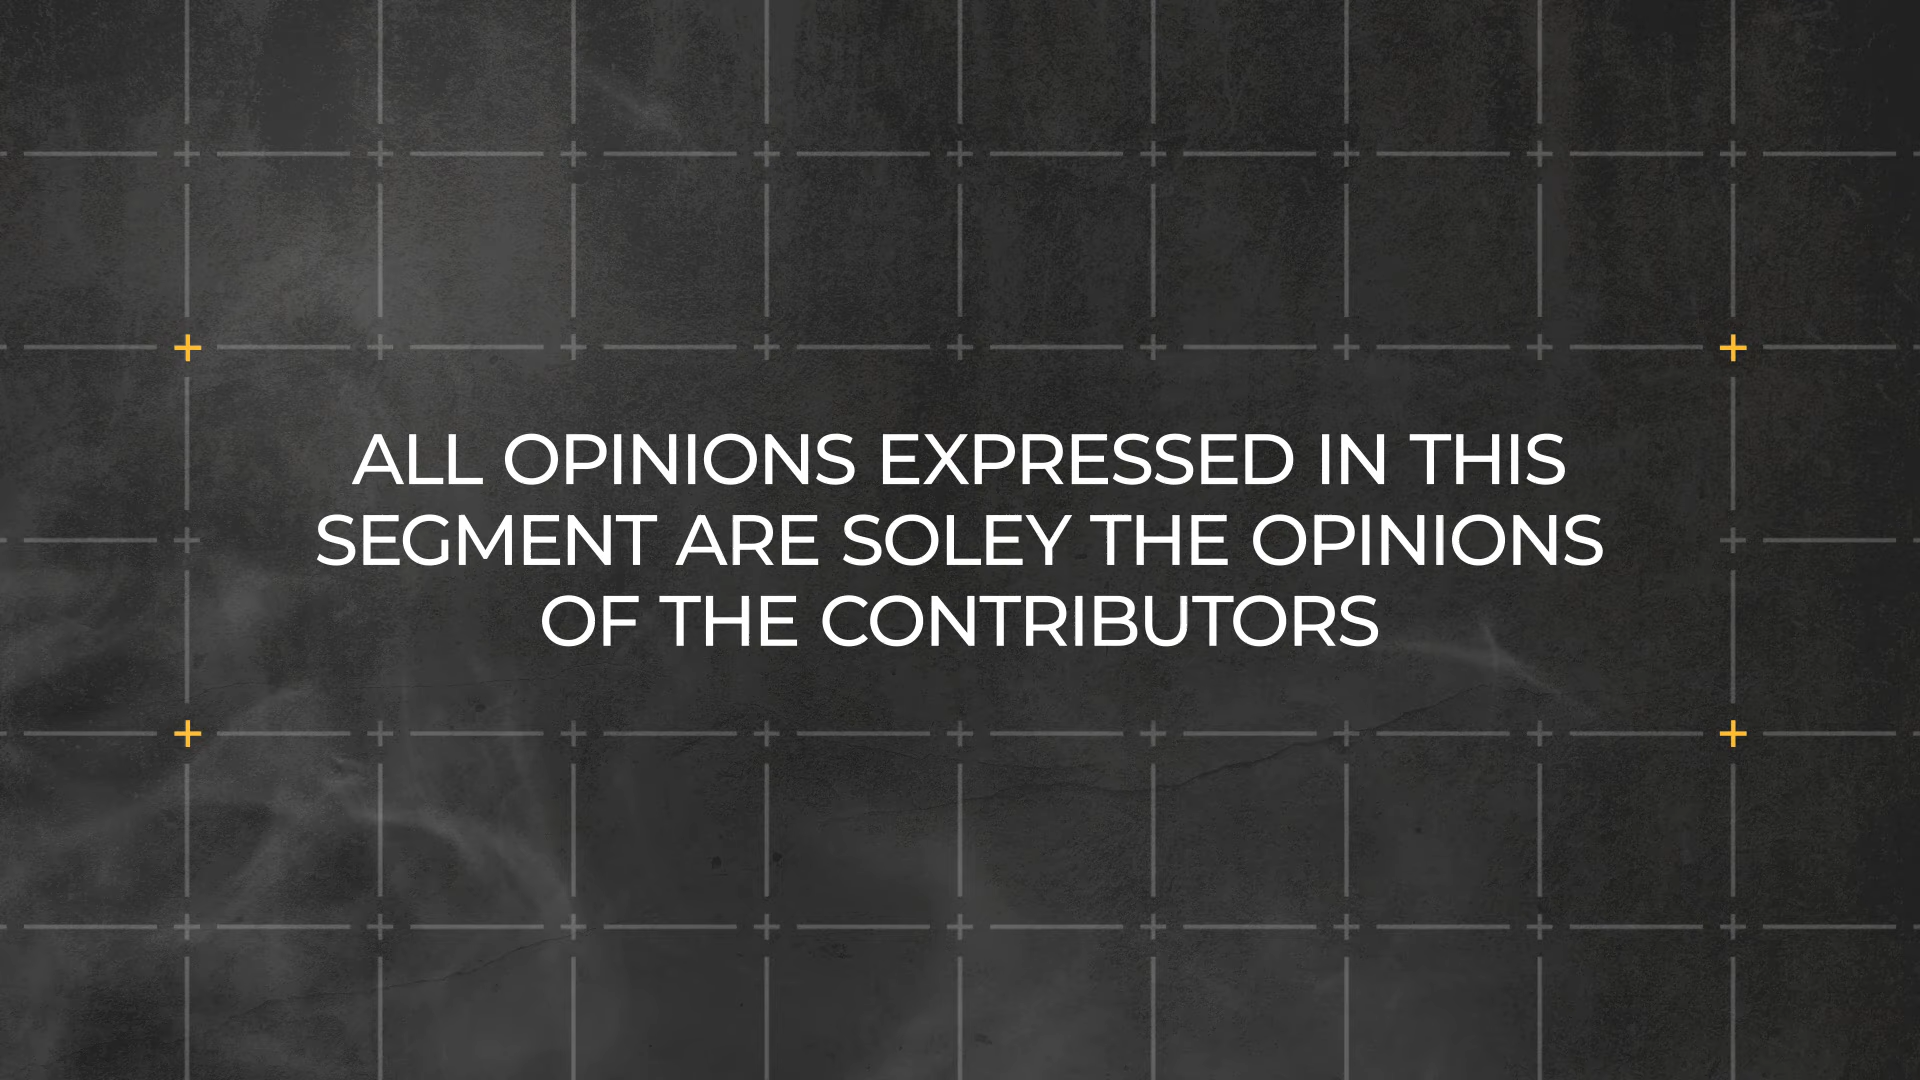 ALL OPINIONS EXPRESSED IN THIS
SEGMENT ARE SOLEY THE OPINIONS
OF THE CONTRIBUTORS